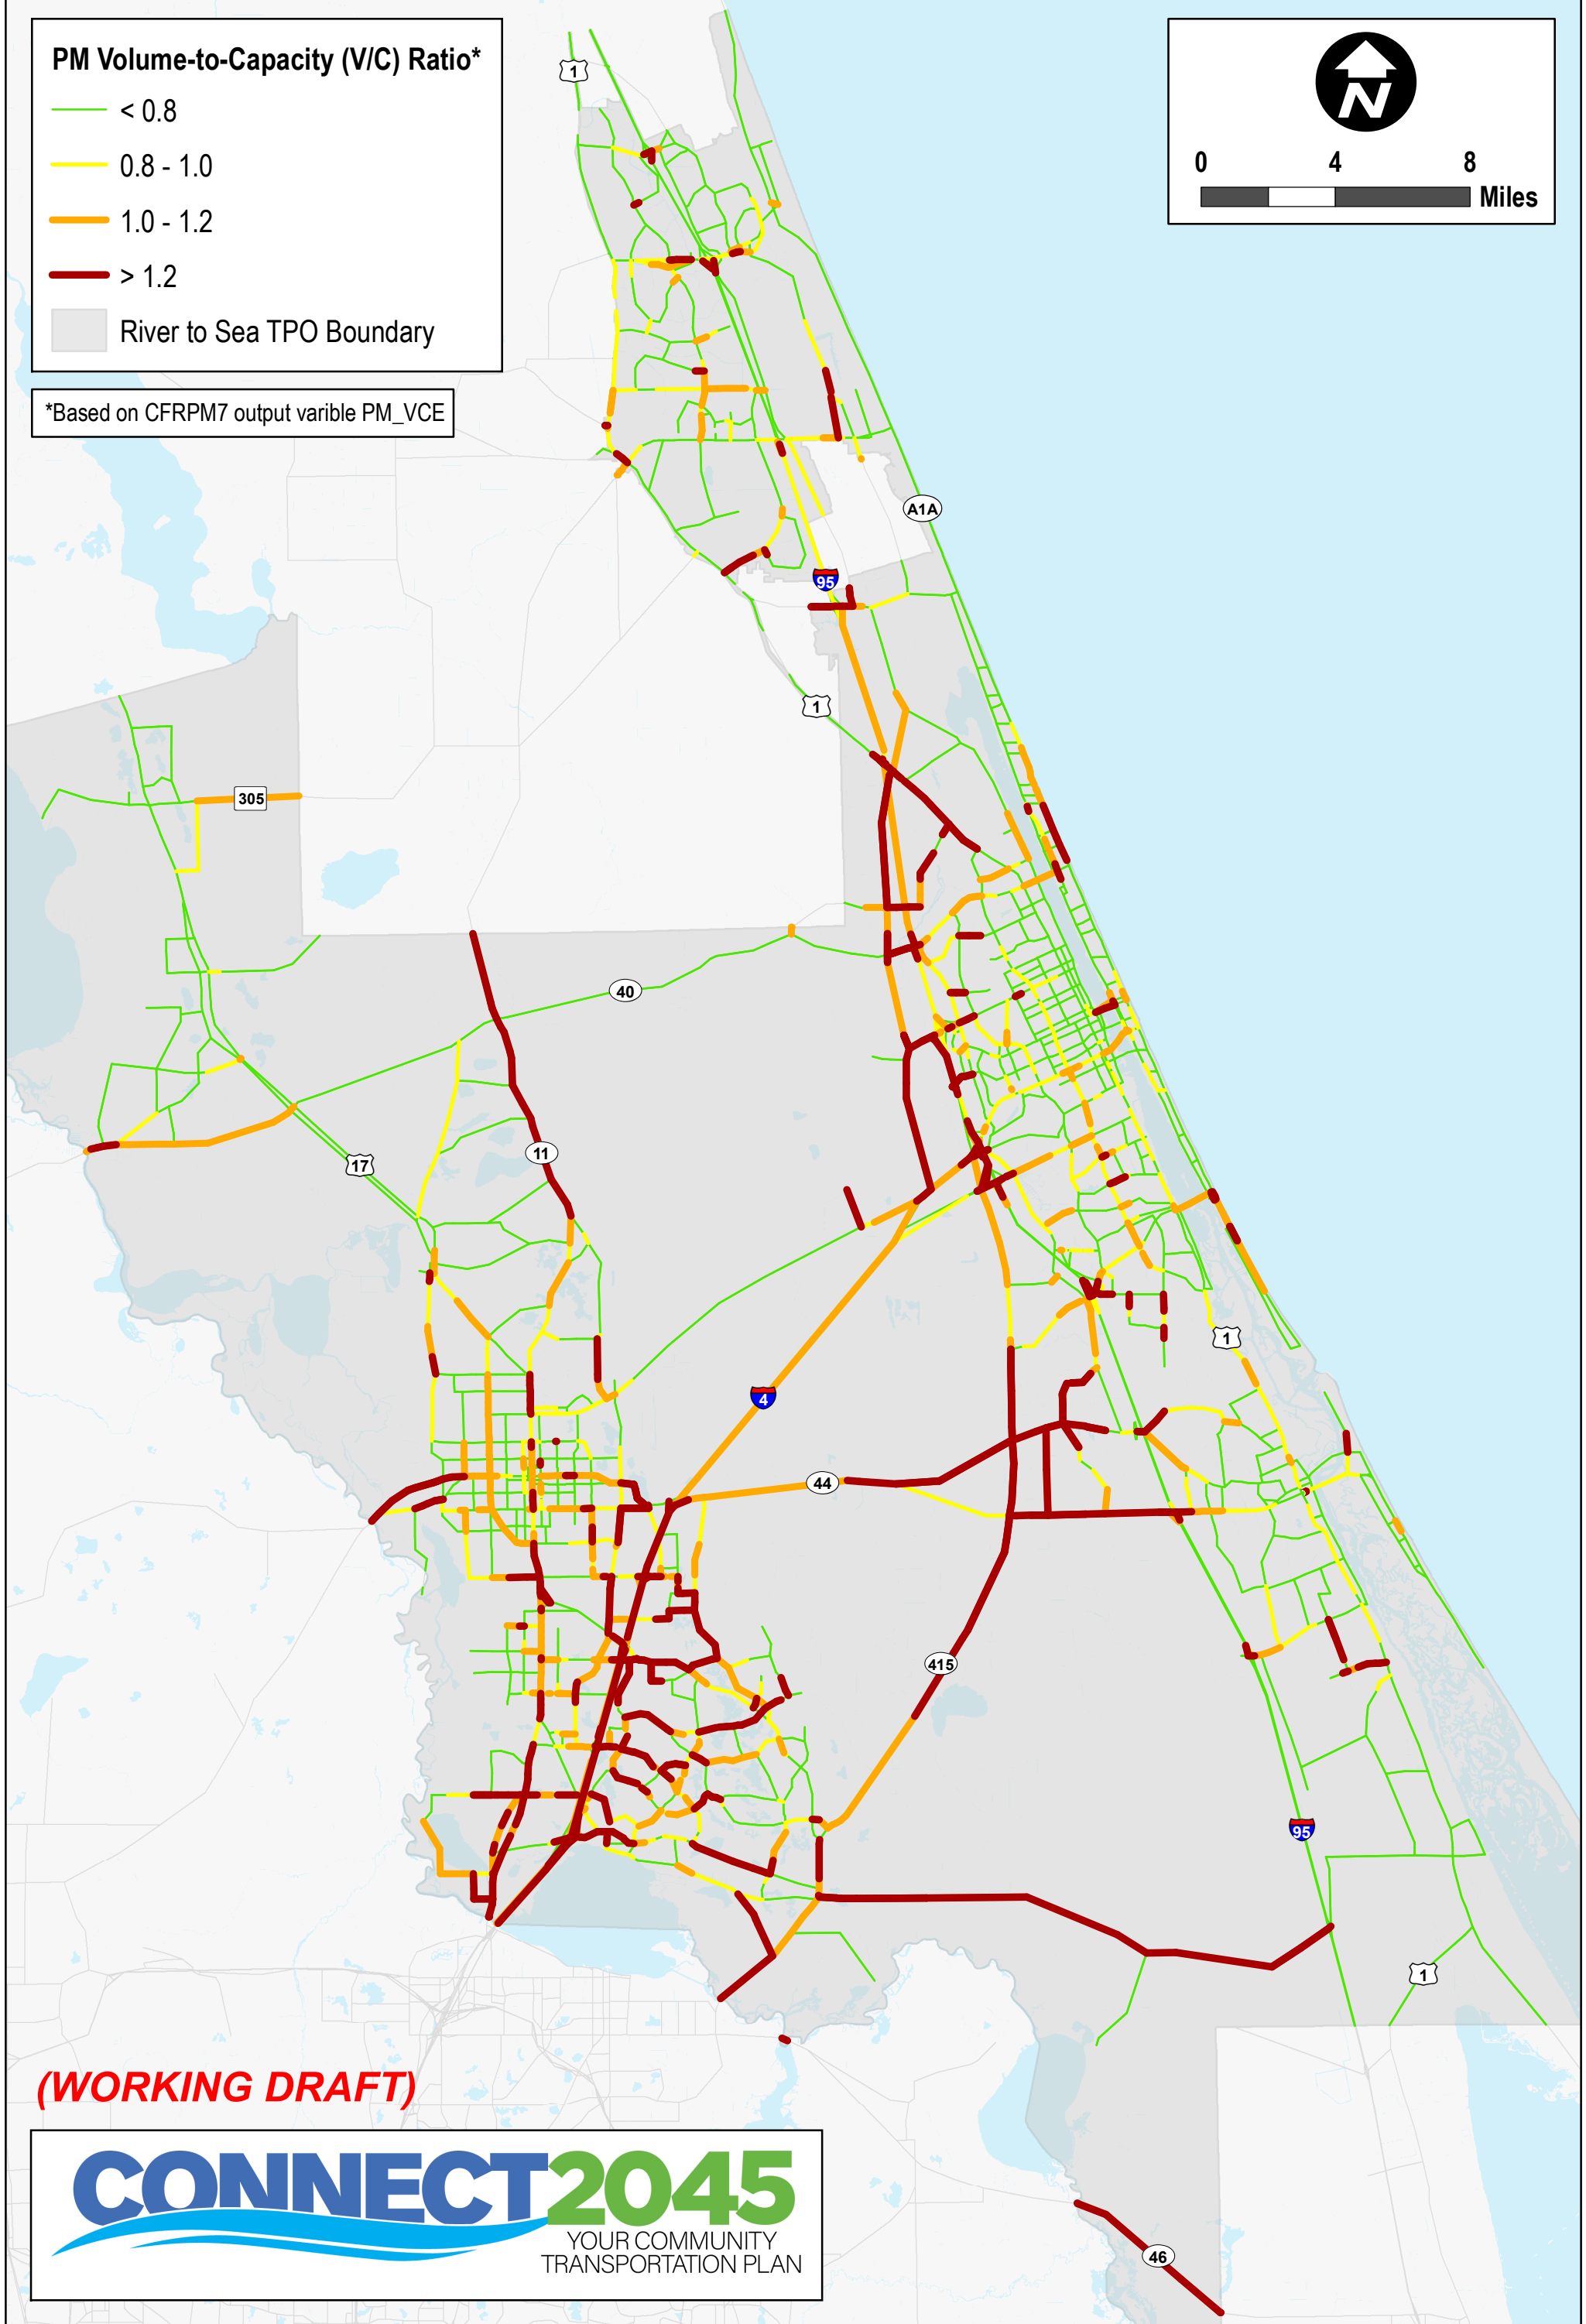 PM Volume-to-Capacity (V/C) Ratio*
< 0.8
0.8 - 1.0
1.0 - 1.2
> 1.2
River to Sea TPO Boundary
*Based on CFRPM7 output varible PM_VCE
N
0 4 8
Miles
1
A1A
95
1
305
40
11
17
1
4
44
415
95
1
46
(WORKING DRAFT)
CONNECT2045
YOUR COMMUNITY
TRANSPORTATION PLAN